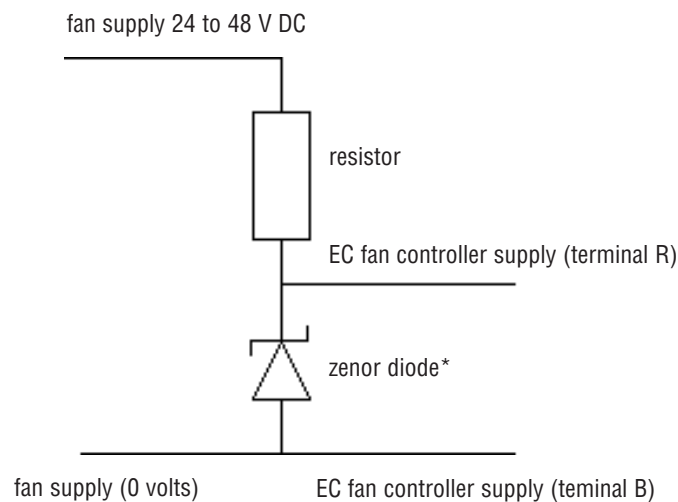 fan supply 24 to 48 V DC
resistor
EC fan controller supply (terminal R)
zenor diode*
fan supply (0 volts)
EC fan controller supply (teminal B)